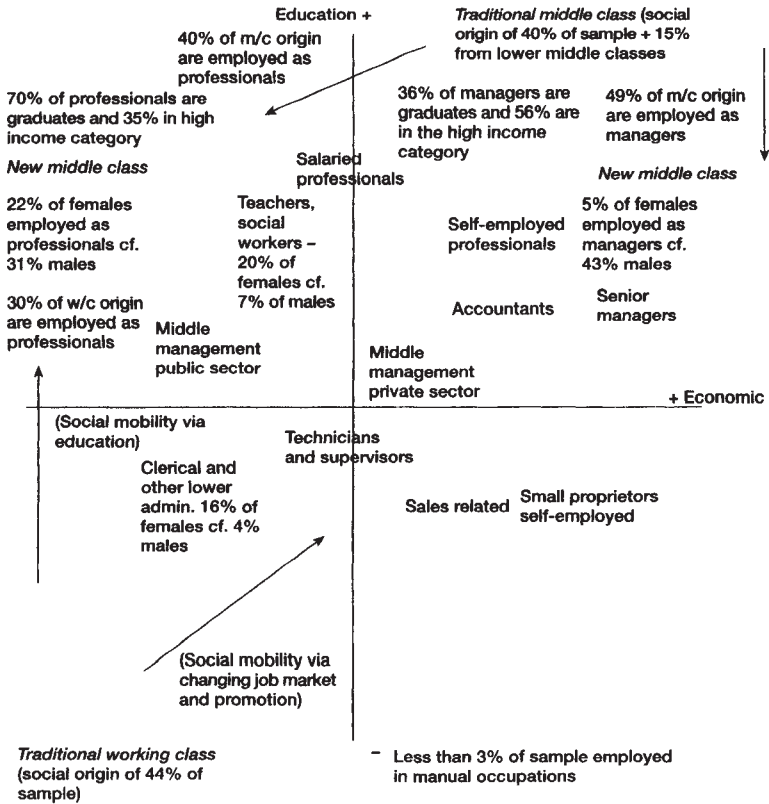 Education +
Traditional middle class (social
origin of 40% of sample + 15%
from lower middle classes
40% of m/c origin
are employed as
professionals
70% of professionals are
graduates and 35% in high
income category
36% of managers are
graduates and 56% are
in the high income
category
49% of m/c origin
are employed as
managers
New middle class
Salaried
professionals
New middle class
22% of females
employed as
professionals cf.
31% males
Teachers,
social
workers –
20% of
females cf.
7% of males
Self-employed
professionals
5% of females
employed as
managers cf.
43% males
30% of w/c origin
are employed as
professionals
Middle
management
public sector
Accountants
Senior
managers
Middle
management
private sector
+ Economic
(Social mobility via
education)
Technicians
and supervisors
Clerical and
other lower
admin. 16% of
females cf. 4%
males
Sales related
Small proprietors
self-employed
(Social mobility via
changing job market
and promotion)
Traditional working class
(social origin of 44% of
sample)
–
Less than 3% of sample employed
in manual occupations